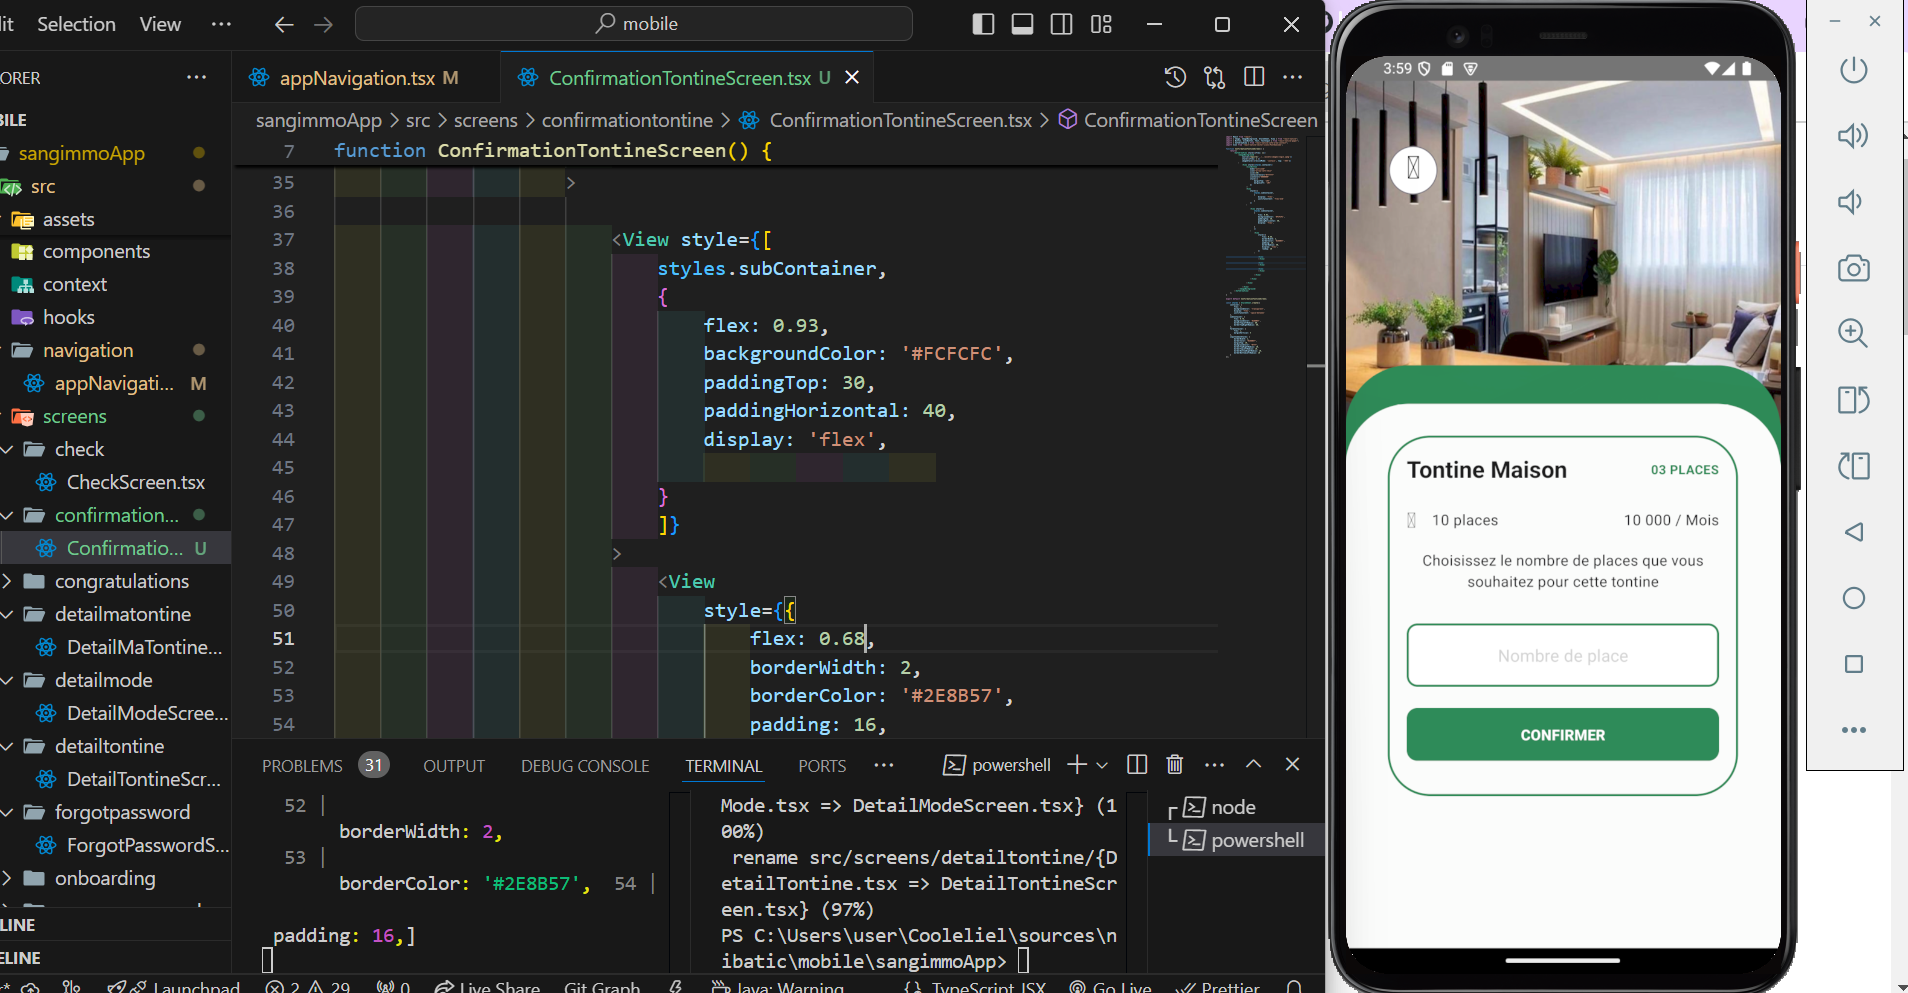 it Selection View ··· mobile
ORER ···
BILE
sangimmoApp
src
assets
components
context
hooks
navigation
appNavigati... M
screens
check
CheckScreen.tsx
confirmation...
Confirmatio... U
congratulations
detailmatontine
DetailMaTontine...
detailmode
DetailModeScree...
detailtontine
DetailTontineScr...
forgotpassword
ForgotPasswordS...
onboarding
LINE
ELINE
appNavigation.tsx M ConfirmationTontineScreen.tsx U
sangimmoApp > src > screens > confirmationtontine > ConfirmationTontineScreen.tsx > ConfirmationTontineScreen
7 function ConfirmationTontineScreen() {
35 >
36
37 <View style={[
38 styles.subContainer,
39 {
40 flex: 0.93,
41 backgroundColor: '#FCFCFC',
42 paddingTop: 30,
43 paddingHorizontal: 40,
44 display: 'flex',
45
46 }
47 ]}
48 >
49 <View
50 style={{
51 flex: 0.68,
52 borderWidth: 2,
53 borderColor: '#2E8B57',
54 padding: 16,
PROBLEMS 31 OUTPUT DEBUG CONSOLE TERMINAL PORTS ··· powershell
52 |
borderWidth: 2,
53 |
borderColor: '#2E8B57', 54 |
padding: 16,]
Mode.tsx => DetailModeScreen.tsx} (1
00%)
rename src/screens/detailtontine/{D
etailTontine.tsx => DetailTontineScr
een.tsx} (97%)
PS C:\Users\user\Cooleliel\sources\n
ibatic\mobile\sangimmoApp>
node
powershell
Launchpad 2 29 0 Live Share Git Graph Java: Warning {} TypeScript JSX Go Live Prettier
3:59
Tontine Maison 03 PLACES
10 places 10 000 / Mois
Choisissez le nombre de places que vous
souhaitez pour cette tontine
Nombre de place
CONFIRMER